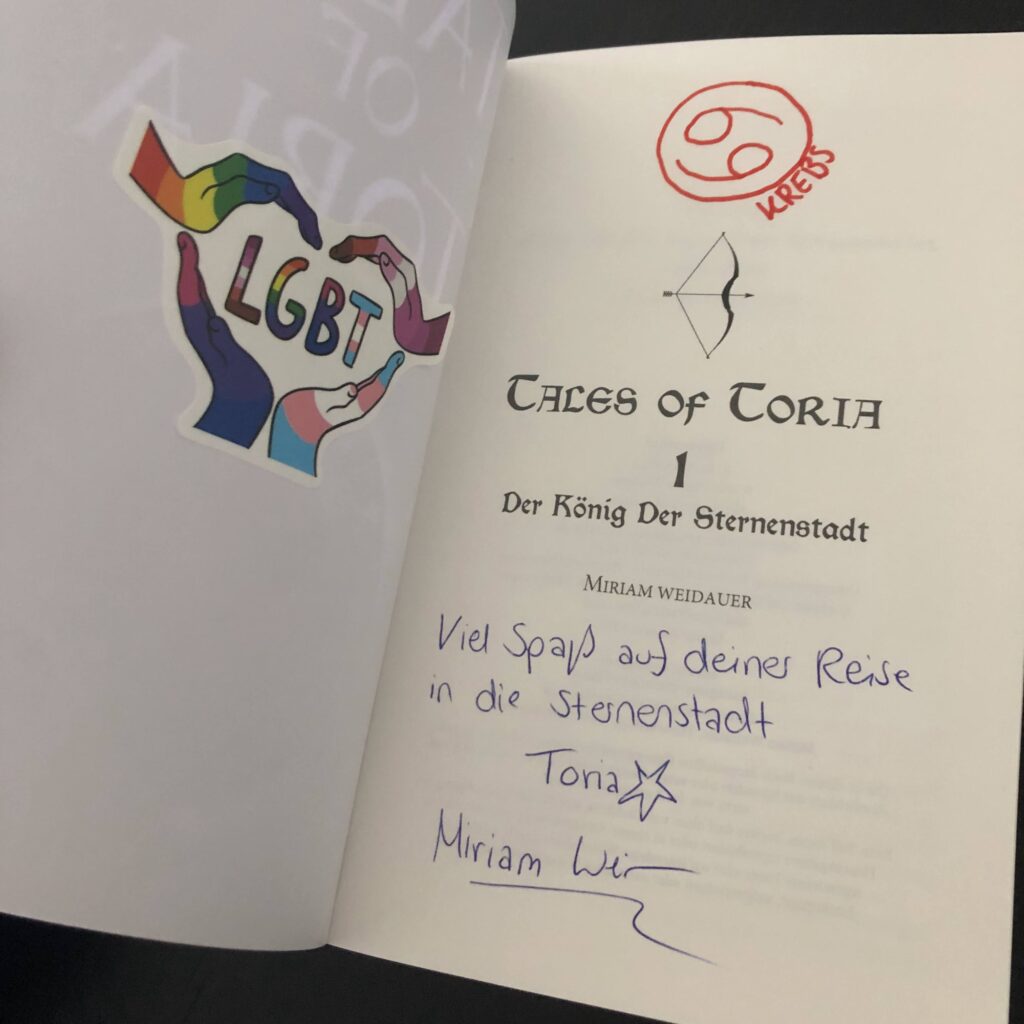 LGBT
KREBS
TALES OF TORIA
1
Der König Der Sternenstadt
MIRIAM WEIDAUER
Viel Spaß auf deiner Reise
in die Sternenstadt
Toria
Miriam